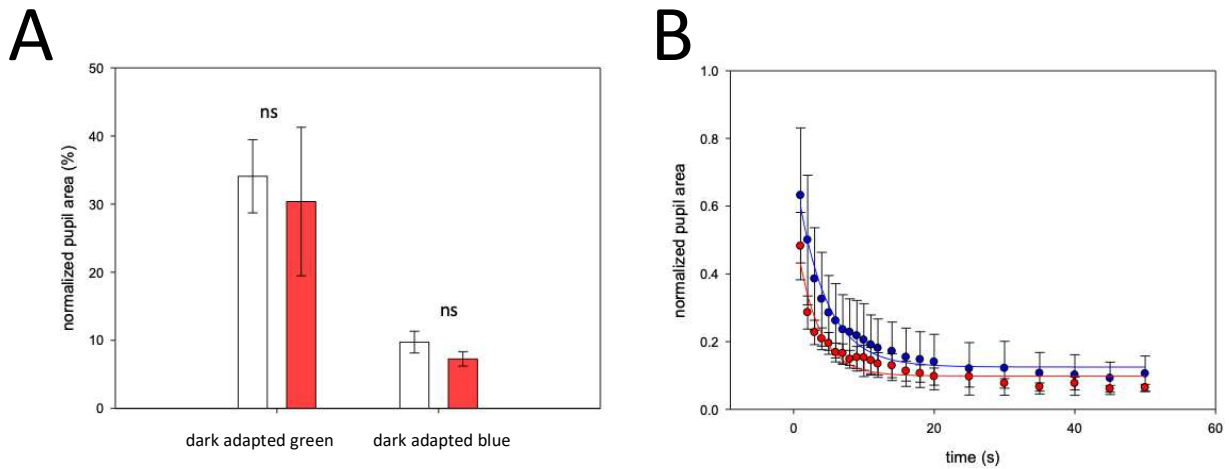 A
50
40
30
20
10
0
normalized pupil area (%)
ns
ns
dark adapted green
dark adapted blue
B
1.0
0.8
0.6
0.4
0.2
0.0
normalized pupil area
0
20
40
60
time (s)